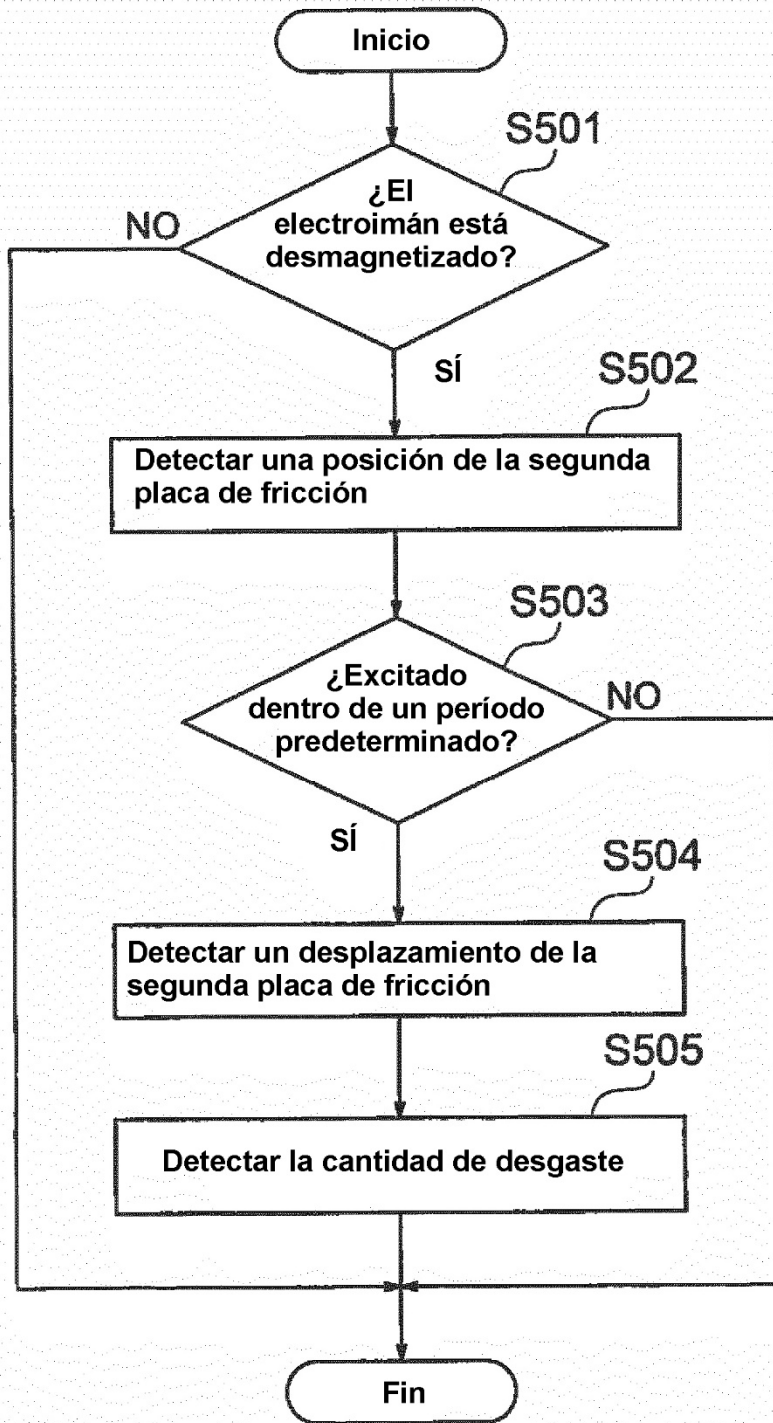 Inicio
S501
¿El
electroimán está
desmagnetizado?
NO
SÍ
S502
Detectar una posición de la segunda
placa de fricción
S503
¿Excitado
dentro de un período
predeterminado?
NO
SÍ
S504
Detectar un desplazamiento de la
segunda placa de fricción
S505
Detectar la cantidad de desgaste
Fin